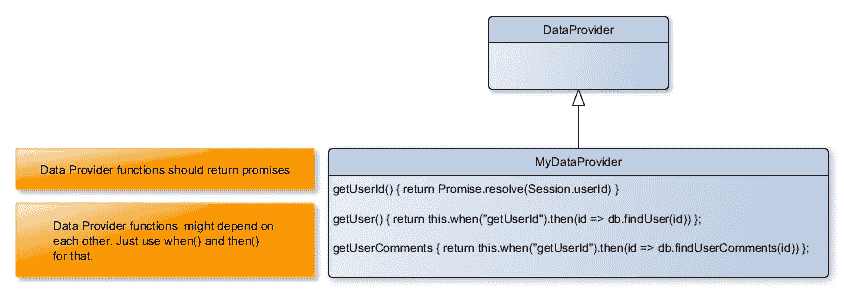 DataProvider
Data Provider functions should return promises
Data Provider functions might depend on
each other. Just use when() and then()
for that.
MyDataProvider
getUserId() { return Promise.resolve(Session.userId) }
getUser() { return this.when("getUserId").then(id => db.findUser(id)) };
getUserComments { return this.when("getUserId").then(id => db.findUserComments(id)) };